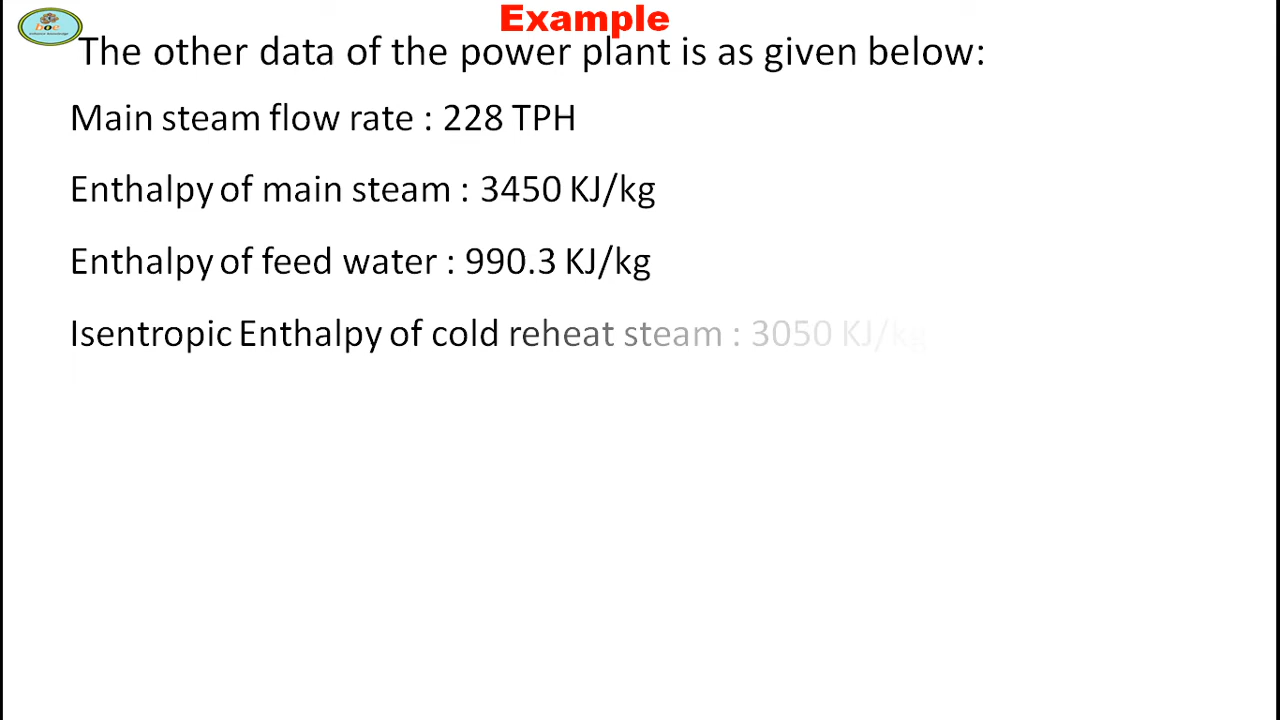 Example
The other data of the power plant is as given below:
Main steam flow rate : 228 TPH
Enthalpy of main steam : 3450 KJ/kg
Enthalpy of feed water : 990.3 KJ/kg
Isentropic Enthalpy of cold reheat steam : 3050 KJ/kg